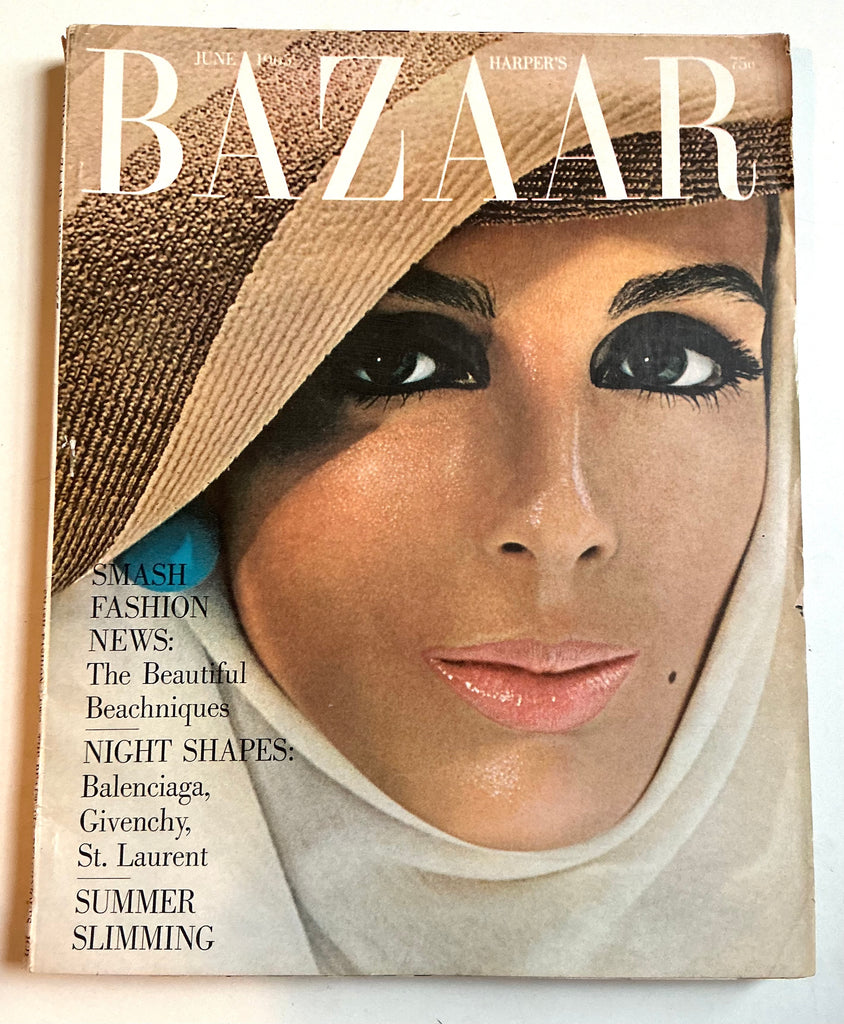 JUNE HARPER'S 75¢
BAZAAR
SMASH
FASHION
NEWS:
The Beautiful
Beachniques
NIGHT SHAPES:
Balenciaga,
Givenchy,
St. Laurent
SUMMER
SLIMMING